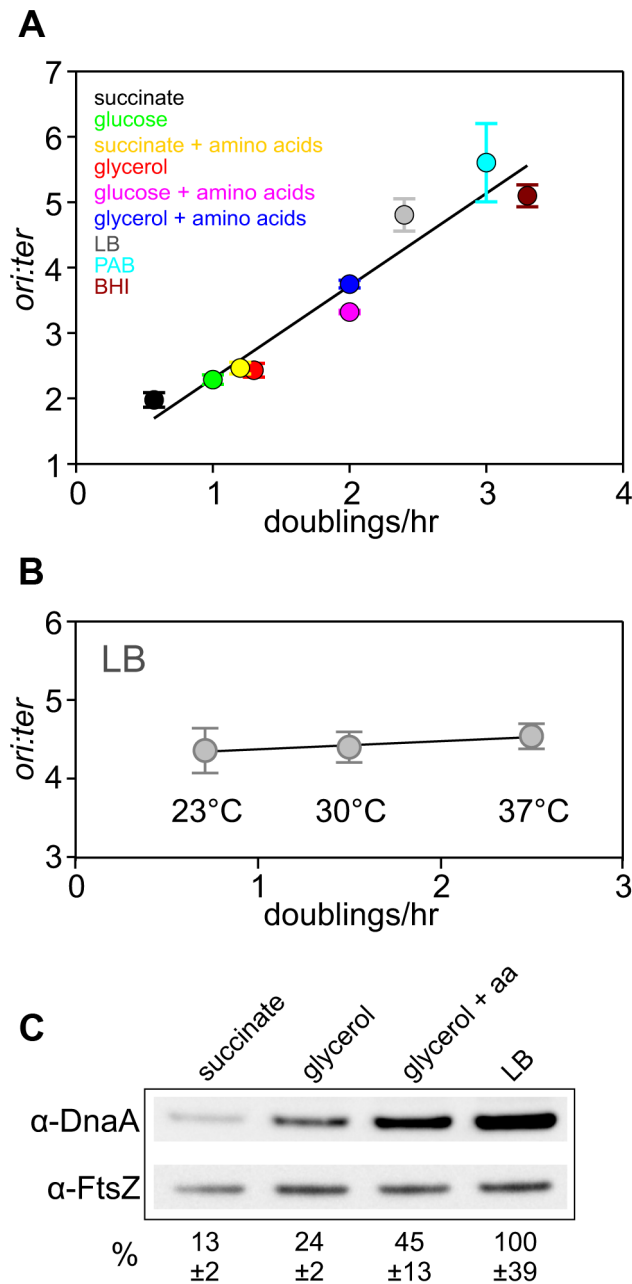 A
7
6
5
4
3
2
1
ori:ter
succinate
glucose
succinate + amino acids
glycerol
glucose + amino acids
glycerol + amino acids
LB
PAB
BHI
0 1 2 3 4
doublings/hr
B
6
5
4
3
ori:ter
LB
23°C 30°C 37°C
0 1 2 3
doublings/hr
C
succinate glycerol glycerol + aa LB
α-DnaA
α-FtsZ
% 13 24 45 100
±2 ±2 ±13 ±39